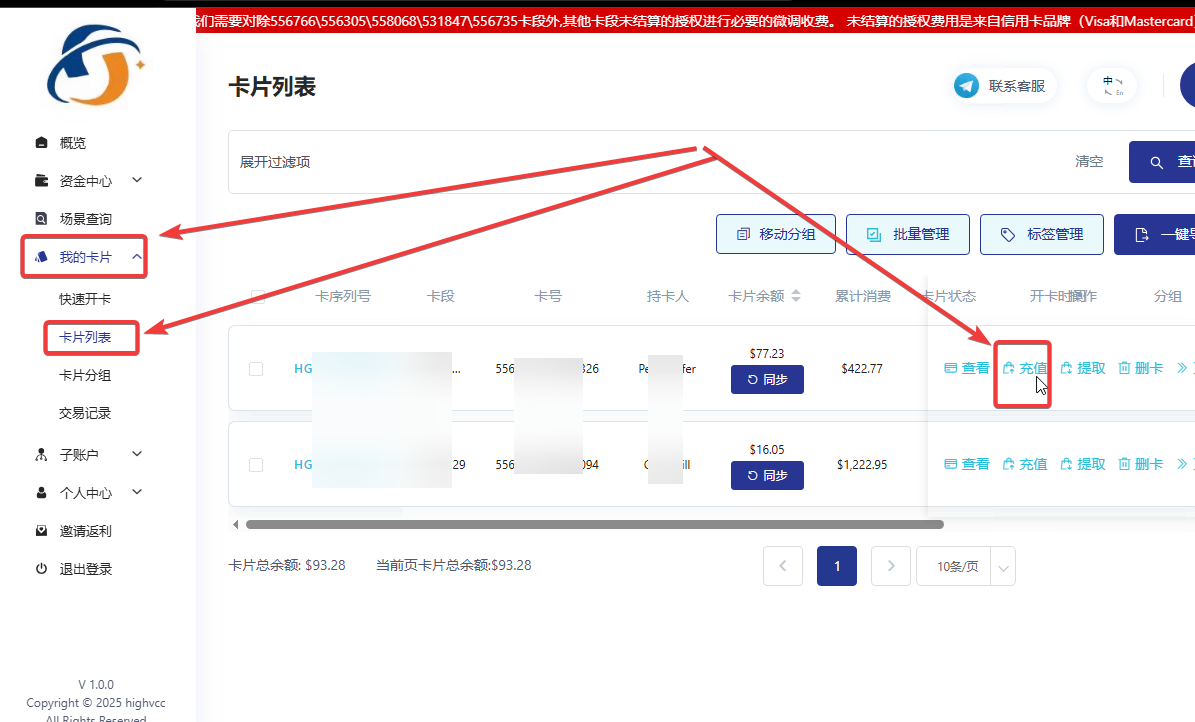 们需要对除556766\556305\558068\531847\556735卡段外,其他卡段未结算的授权进行必要的微调收费。 未结算的授权费用是来自信用卡品牌（Visa和Mastercard）
卡片列表
联系客服
中 En
概览
资金中心
场景查询
我的卡片
快速开卡
卡片列表
卡片分组
交易记录
子账户
个人中心
邀请返利
退出登录
V 1.0.0
Copyright © 2025 highvcc
All Rights Reserved
展开过滤项 清空
移动分组 批量管理 标签管理 一键
卡序列号 卡段 卡号 持卡人 卡片余额 累计消费 卡片状态 开卡时间 操作 分组
HG ... 556 326 Pe fer $77.23 $422.77 查看 充值 提取 删卡
同步
HG 29 556 094 ill $16.05 $1,222.95 查看 充值 提取 删卡
同步
卡片总余额: $93.28 当前页卡片总余额:$93.28 1 10条/页